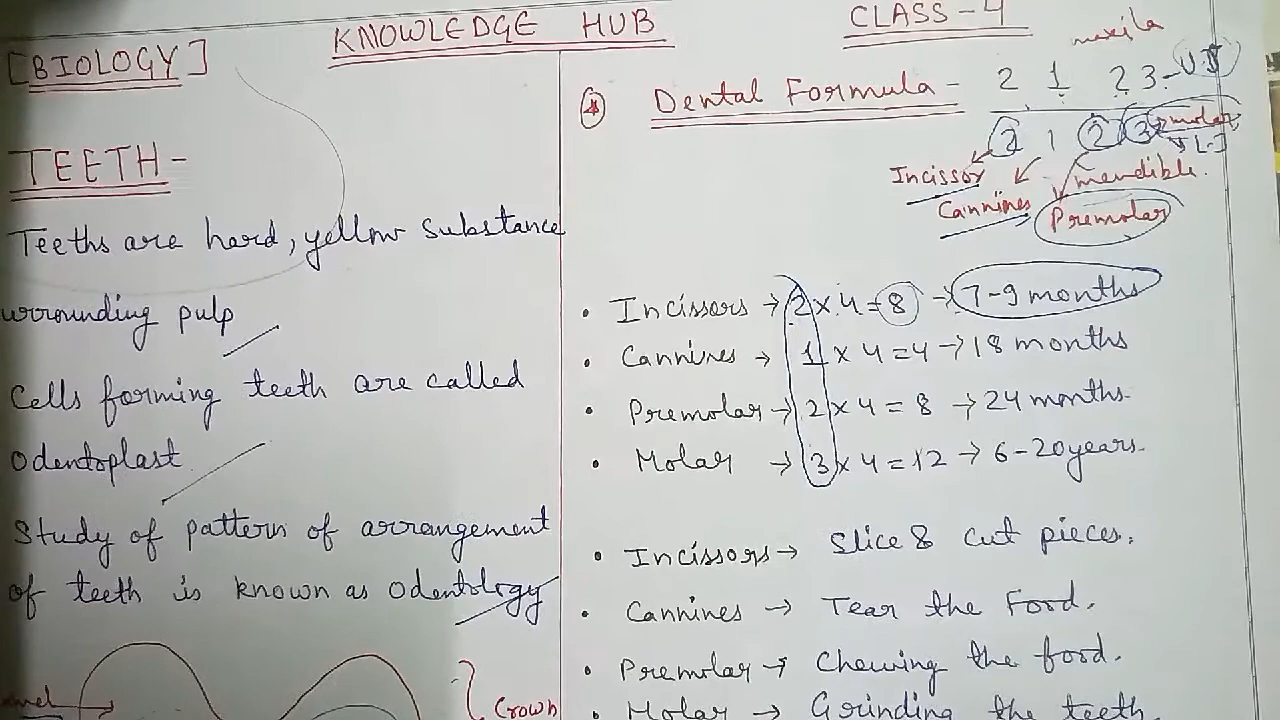 [BIOLOGY]
KNOWLEDGE HUB
CLASS-4
TEETH-
Teeths are hard, yellow substance
urrounding pulp
Cells forming teeth are called
Odentoplast
Study of pattern of arrangement
of teeth is known as Odentology
Crown
Dental Formula-
maxila
2 1 2 3-UJ
2 1 2 3 molar
Incissor
mendible.
Cannines
Premolar
• Incissors → 2 × 4 = 8 → 7-9 months
• Cannines → 1 × 4 = 4 → 18 months
• Premolar → 2 × 4 = 8 → 24 months.
• Molar → 3 × 4 = 12 → 6-20 years.
• Incissors → Slice & cut pieces.
• Cannines → Tear the Food.
• Premolar → Chewing the food.
• Molar → Grinding the teeth.